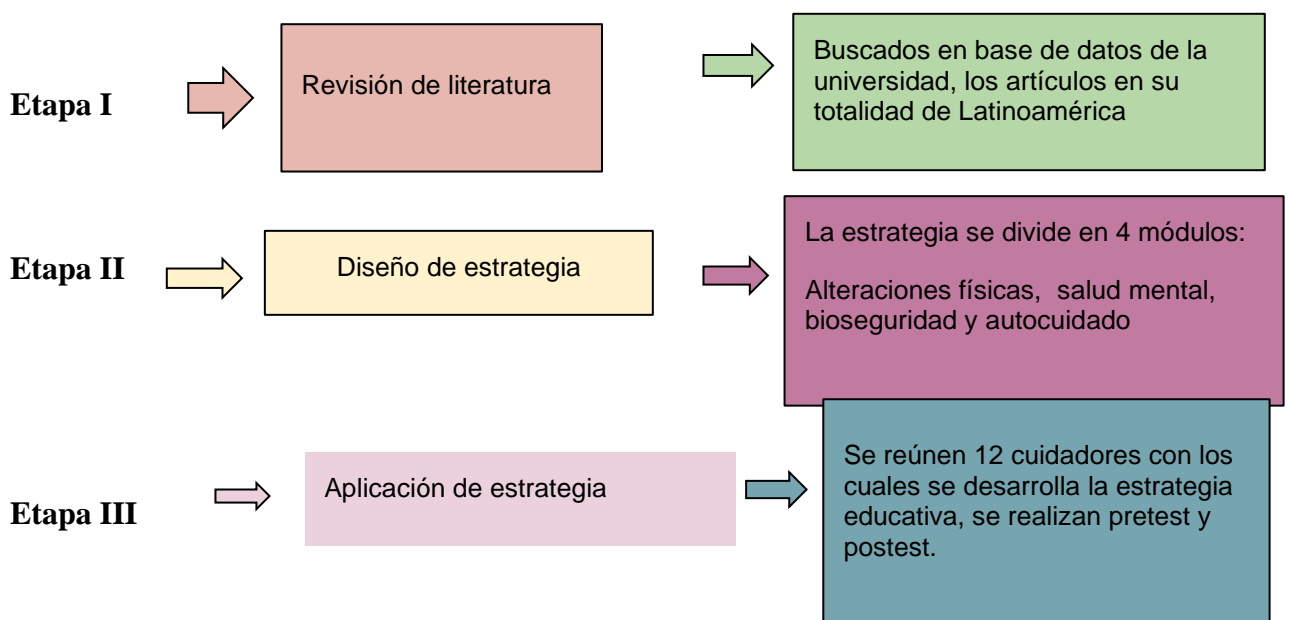 Etapa I
Revisión de literatura
Buscados en base de datos de la
universidad, los artículos en su
totalidad de Latinoamérica
Etapa II
Diseño de estrategia
La estrategia se divide en 4 módulos:
Alteraciones físicas, salud mental,
bioseguridad y autocuidado
Etapa III
Aplicación de estrategia
Se reúnen 12 cuidadores con los
cuales se desarrolla la estrategia
educativa, se realizan pretest y
postest.